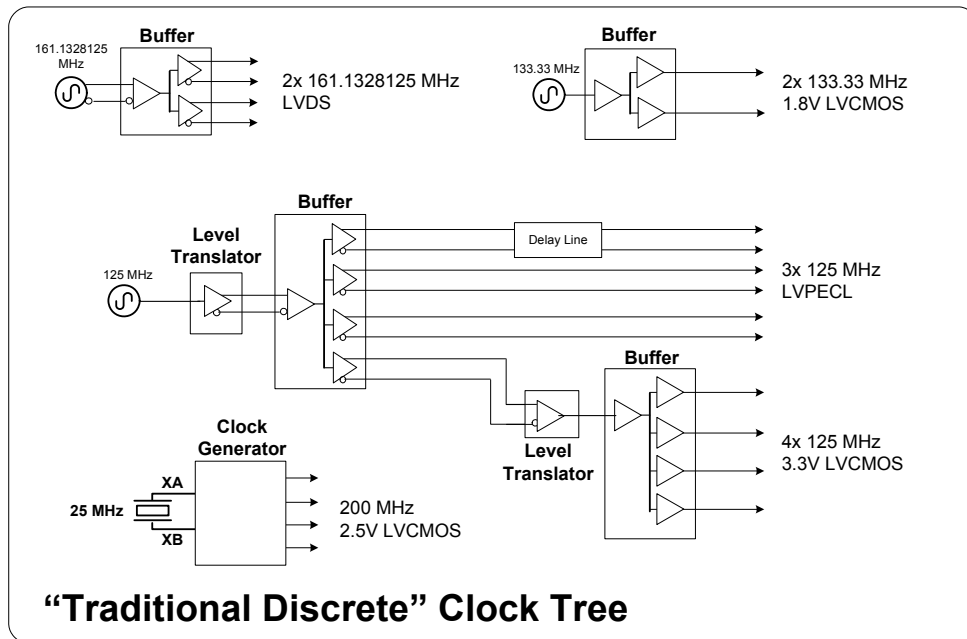 Buffer
161.1328125
MHz
2x 161.1328125 MHz
LVDS
Buffer
133.33 MHz
2x 133.33 MHz
1.8V LVCMOS
Buffer
Level
Translator
125 MHz
Delay Line
3x 125 MHz
LVPECL
Buffer
Level
Translator
4x 125 MHz
3.3V LVCMOS
Clock
Generator
XA
25 MHz
XB
200 MHz
2.5V LVCMOS
“Traditional Discrete” Clock Tree